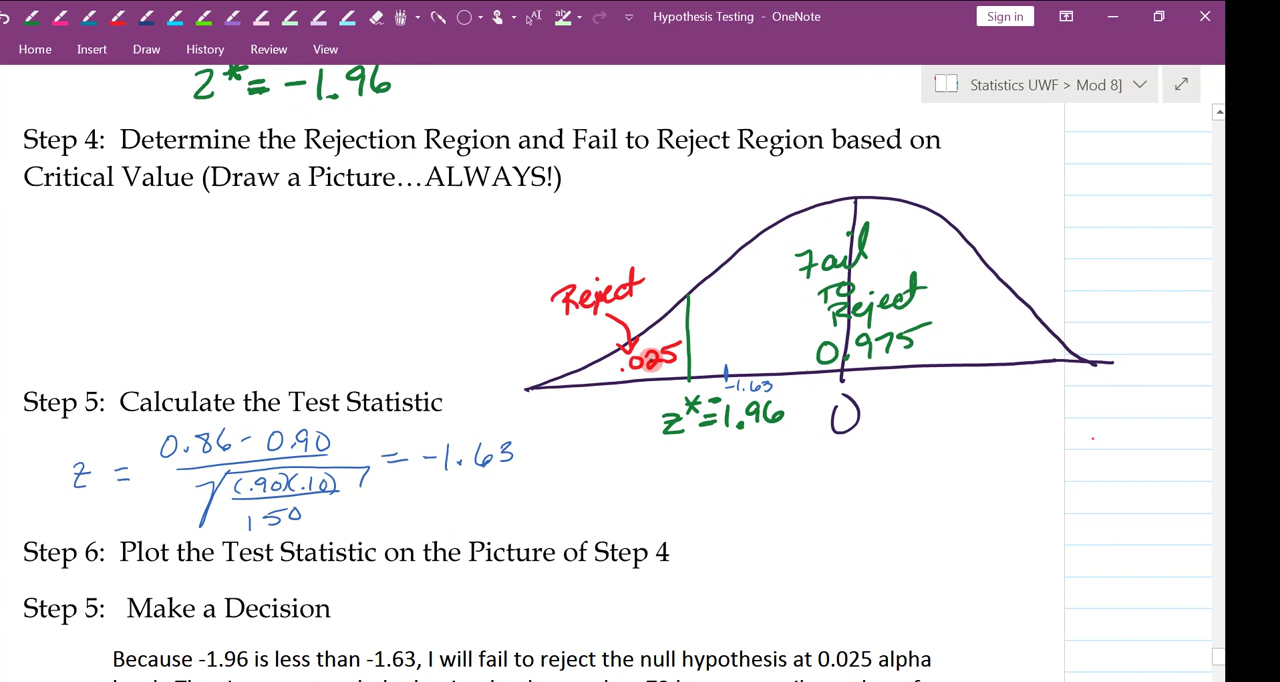 Hypothesis Testing - OneNote
Sign in
Home Insert Draw History Review View
Statistics UWF > Mod 8]
z* = -1.96
Step 4: Determine the Rejection Region and Fail to Reject Region based on
Critical Value (Draw a Picture…ALWAYS!)
Reject
.025
Fail
TO
Reject
0.975
-1.63
z* = -1.96
0
Step 5: Calculate the Test Statistic
z = 0.86 - 0.90 = -1.63
√(.90)(.10)
150
Step 6: Plot the Test Statistic on the Picture of Step 4
Step 5: Make a Decision
Because -1.96 is less than -1.63, I will fail to reject the null hypothesis at 0.025 alpha